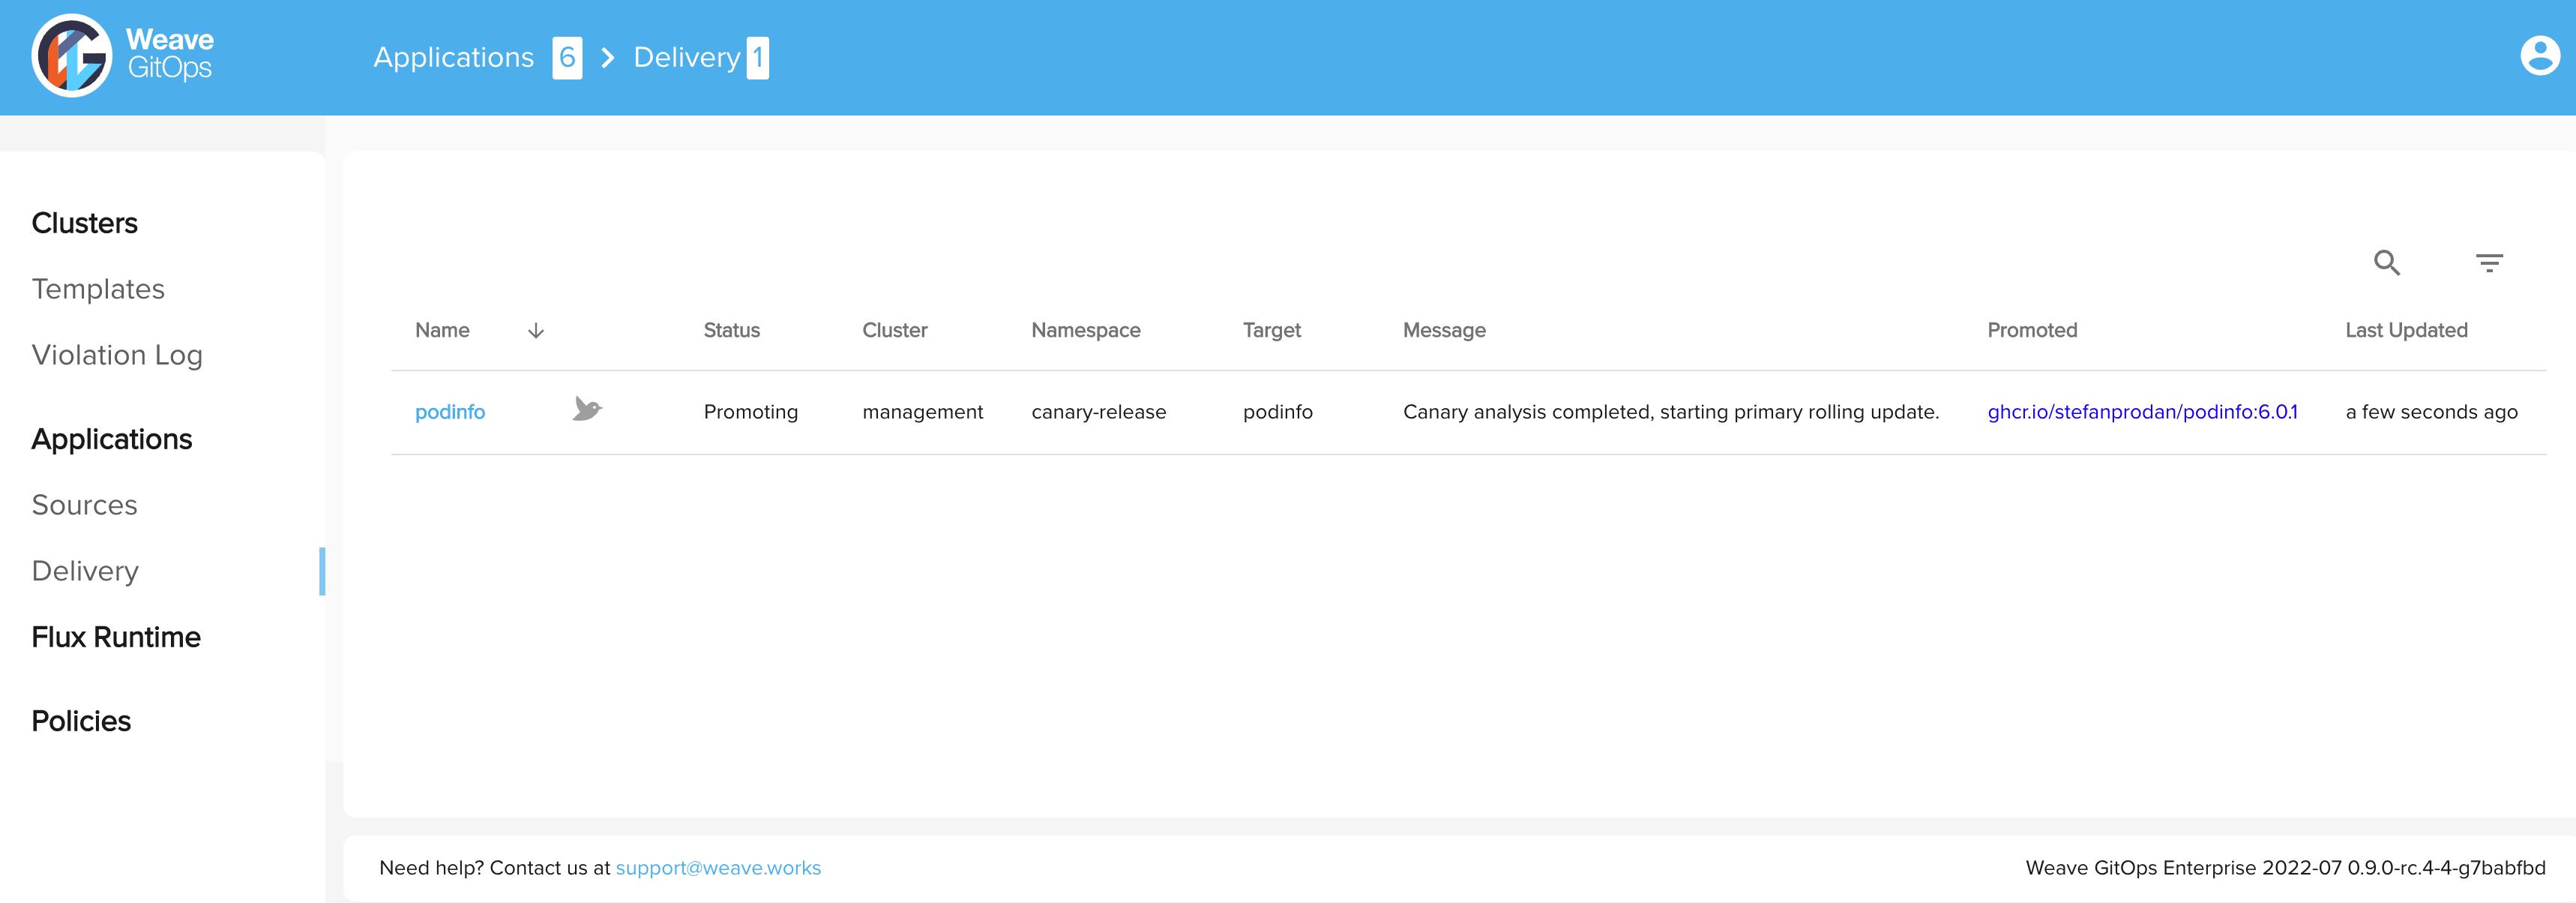 Weave
GitOps
Applications 6 Delivery 1
Clusters
Templates
Violation Log
Applications
Sources
Delivery
Flux Runtime
Policies
Name Status Cluster Namespace Target Message Promoted Last Updated
podinfo Promoting management canary-release podinfo Canary analysis completed, starting primary rolling update. ghcr.io/stefanprodan/podinfo:6.0.1 a few seconds ago
Need help? Contact us at support@weave.works
Weave GitOps Enterprise 2022-07 0.9.0-rc.4-4-g7babfbd